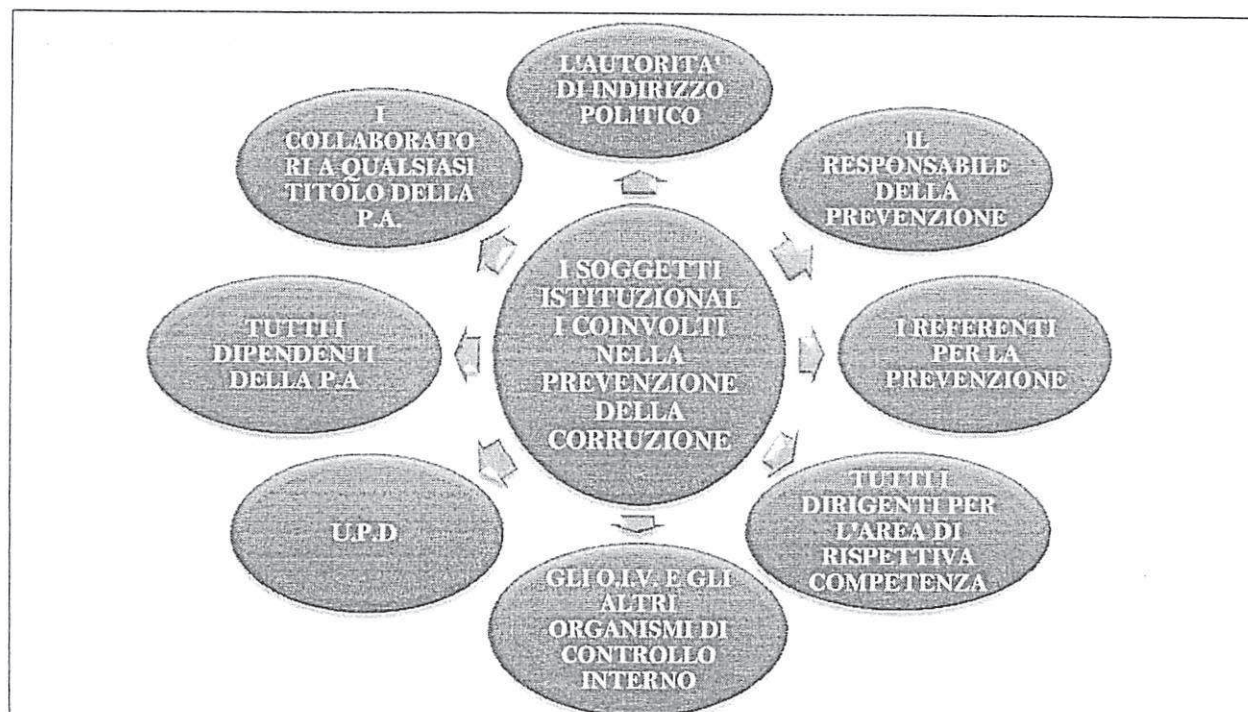 L'AUTORITA'
DI INDIRIZZO
POLITICO
IL
RESPONSABILE
DELLA
PREVENZIONE
I REFERENTI
PER LA
PREVENZIONE
TUTTI I
DIRIGENTI PER
L'AREA DI
RISPETTIVA
COMPETENZA
GLI O.I.V. E GLI
ALTRI
ORGANISMI DI
CONTROLLO
INTERNO
U.P.D
TUTTI I
DIPENDENTI
DELLA P.A
I
COLLABORATO
RI A QUALSIASI
TITOLO DELLA
P.A.
I SOGGETTI
ISTITUZIONAL
I COINVOLTI
NELLA
PREVENZIONE
DELLA
CORRUZIONE